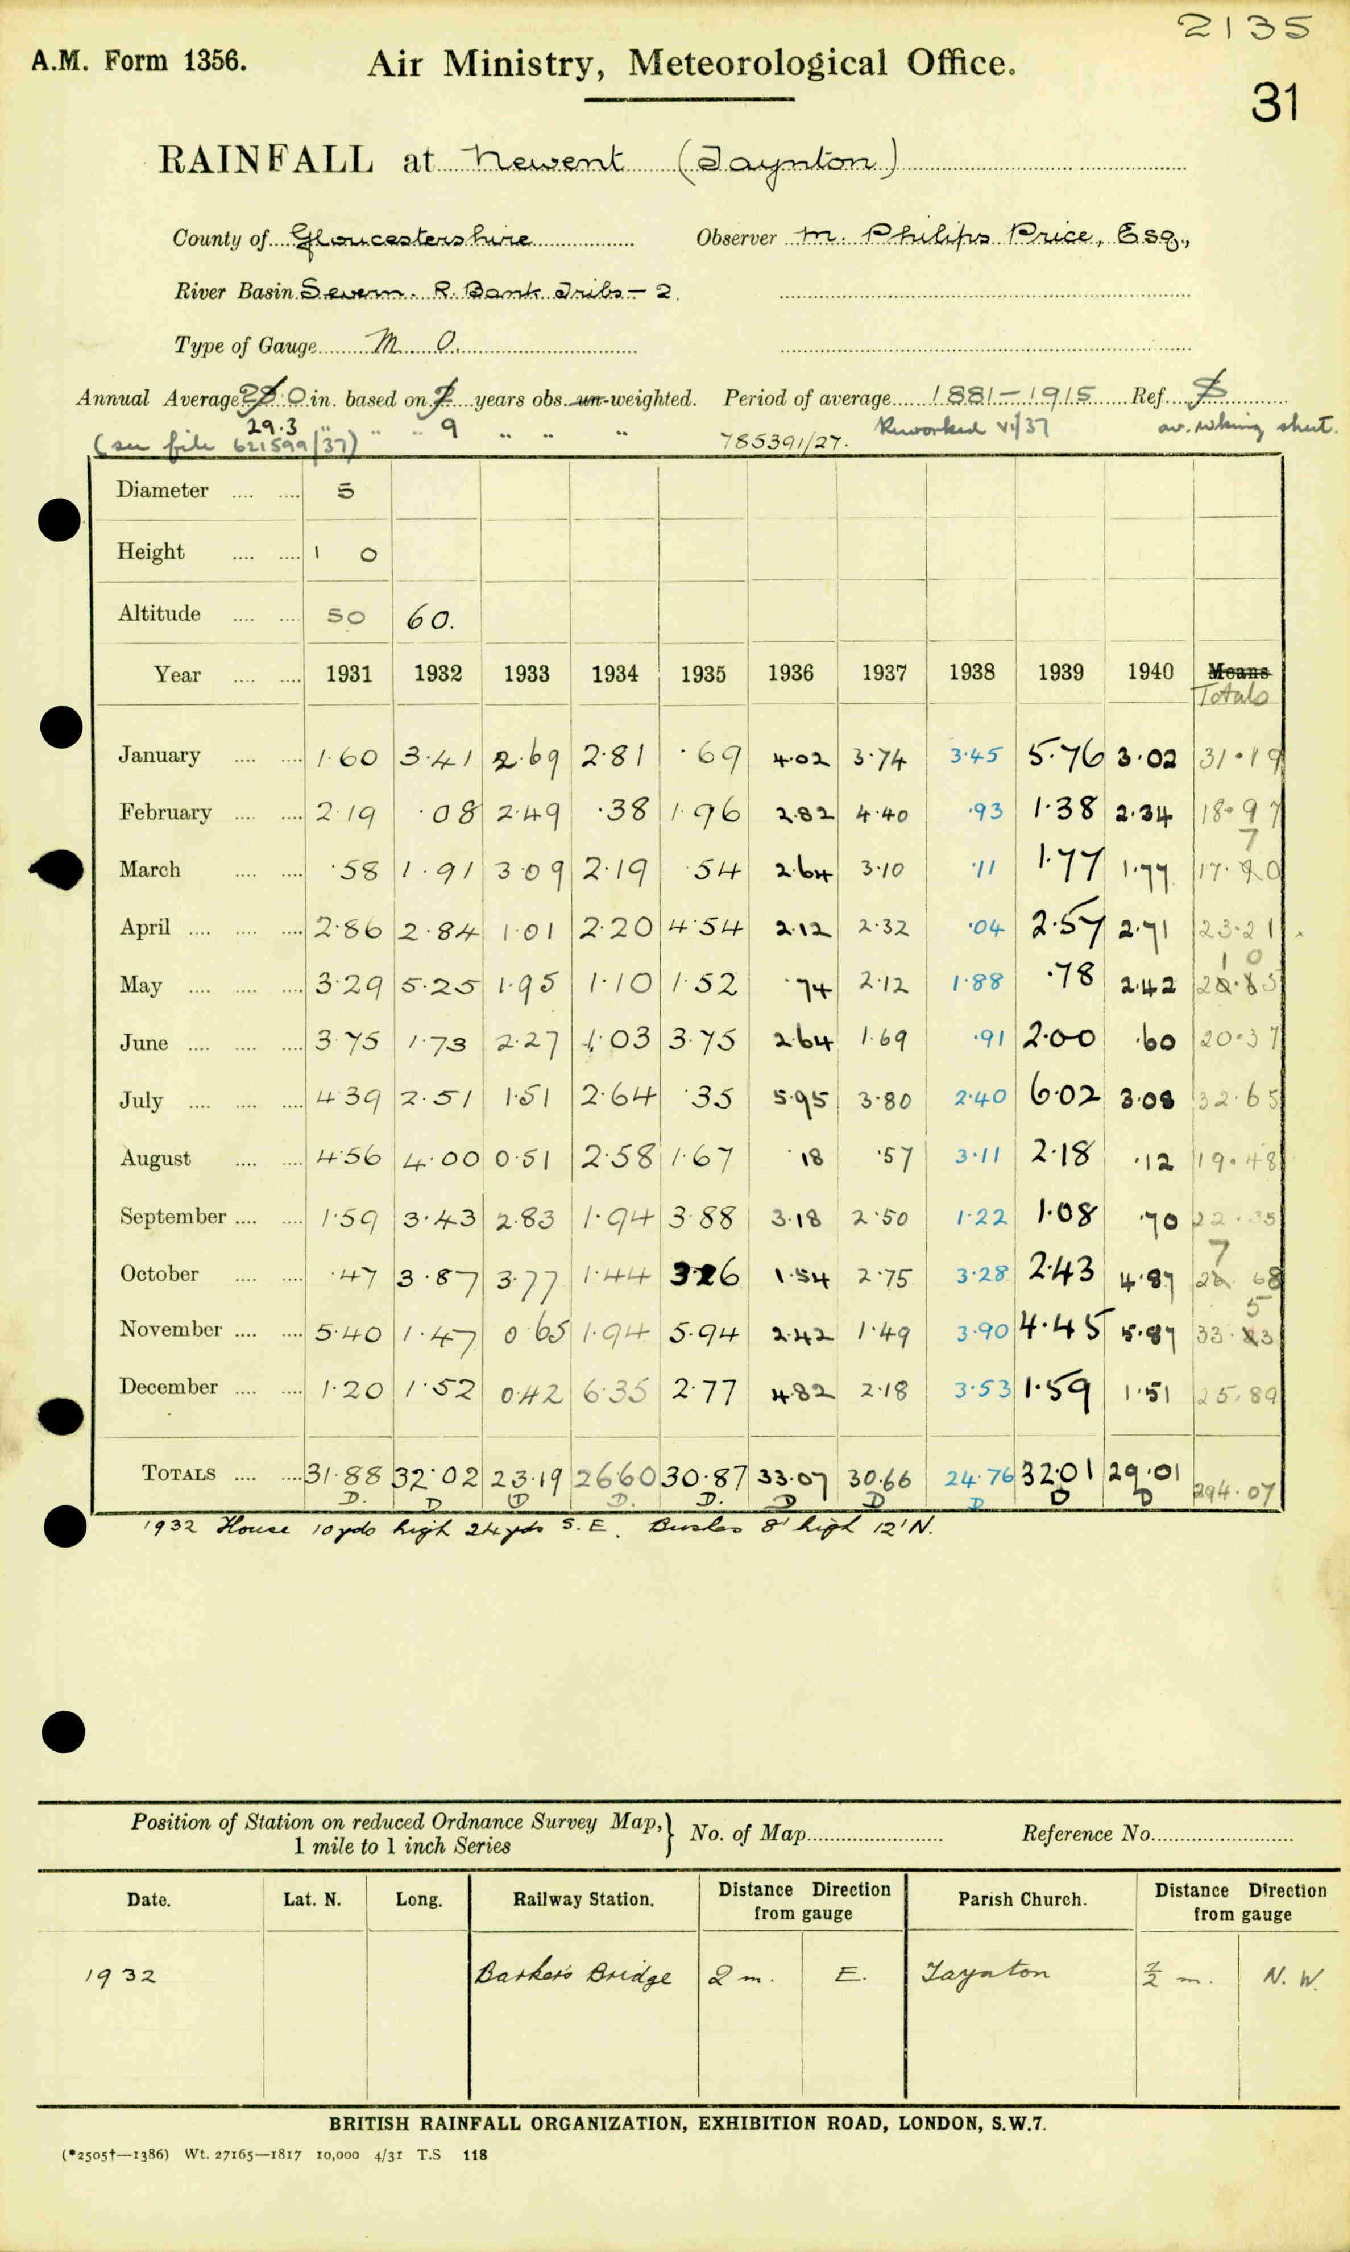 2135
A.M. Form 1356. Air Ministry, Meteorological Office.
31
RAINFALL at Newent (Taynton)
County of Gloucestershire Observer M. Philips Price, Esq.,
River Basin Severn. R. Bank Tribs - 2.
Type of Gauge M O.
Annual Average 0 in. based on years obs. un-weighted. Period of average 1881-1915 Ref.
29.3 " " " 9 " " " Reworked VI/37 av. sheet.
(see file 621599/37) 785391/27.
Diameter 5
Height 1 0
Altitude 50 60.
Year 1931 1932 1933 1934 1935 1936 1937 1938 1939 1940 Means
Totals
January 1.60 3.41 2.69 2.81 .69 4.02 3.74 3.45 5.76 3.02 31.19
February 2.19 .08 2.49 .38 1.96 2.82 4.40 .93 1.38 2.34 18.97
March .58 1.91 3.09 2.19 .54 2.64 3.10 .11 1.77 1.77 17.70
April 2.86 2.84 1.01 2.20 4.54 2.12 2.32 .04 2.57 2.71 23.21
May 3.29 5.25 1.95 1.10 1.52 .74 2.12 1.88 .78 2.42 21.05
June 3.75 1.73 2.27 1.03 3.75 2.64 1.69 .91 2.00 .60 20.37
July 4.39 2.51 1.51 2.64 .35 5.95 3.80 2.40 6.02 3.08 32.65
August 4.56 4.00 0.51 2.58 1.67 .18 .57 3.11 2.18 .12 19.48
September 1.59 3.43 2.83 1.94 3.88 3.18 2.50 1.22 1.08 .70 22.35
October .47 3.87 3.77 1.44 3.26 1.54 2.75 3.28 2.43 4.87 27.68
November 5.40 1.47 0.65 1.94 5.94 2.42 1.49 3.90 4.45 5.87 33.53
December 1.20 1.52 0.42 6.35 2.77 4.82 2.18 3.53 1.59 1.51 25.89
TOTALS 31.88 32.02 23.19 26.60 30.87 33.07 30.66 24.76 32.01 29.01 294.07
D. D D D. D. D D D D D
1932 House 10 yds high 24 yds S.E. Bushes 8' high 12' N.
Position of Station on reduced Ordnance Survey Map, } No. of Map Reference No.
1 mile to 1 inch Series
Date. Lat. N. Long. Railway Station. Distance Direction from gauge Parish Church. Distance Direction from gauge
1932 Barbers Bridge 2 m. E. Taynton 1/2 m. N.W.
BRITISH RAINFALL ORGANIZATION, EXHIBITION ROAD, LONDON, S.W.7.
(*2505†—1386) Wt. 27165—1817 10,000 4/31 T.S 118